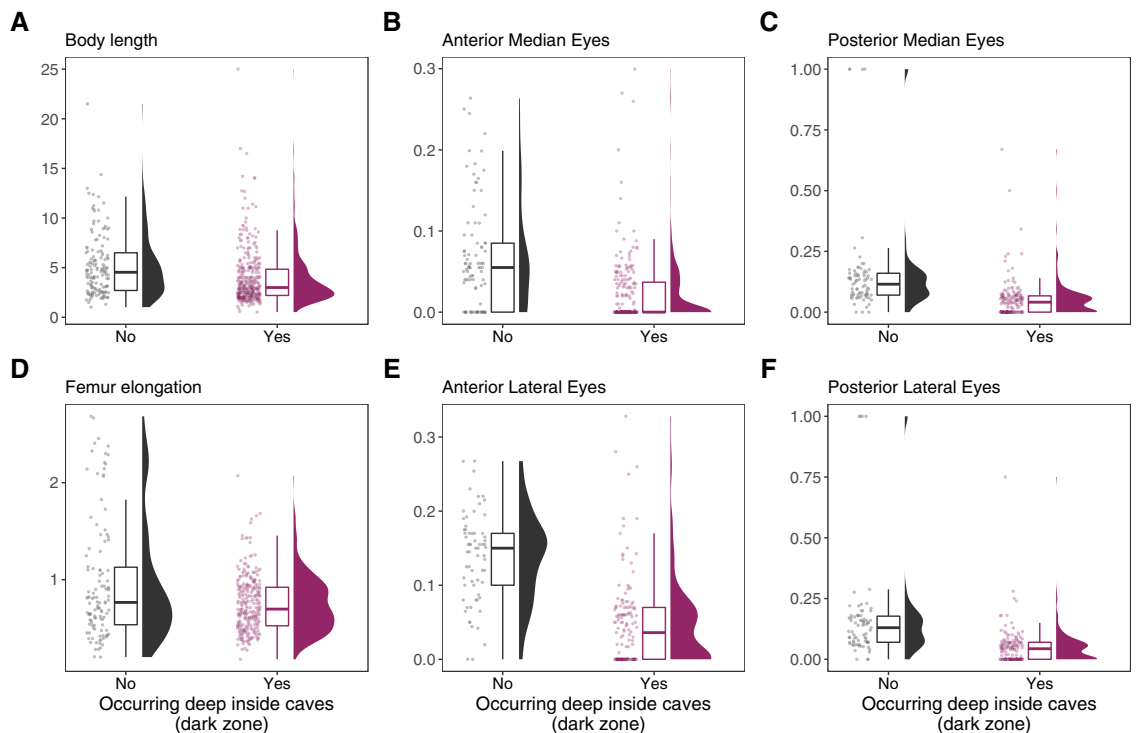 A
Body length
25
20
15
10
5
0
No
Yes
B
Anterior Median Eyes
0.3
0.2
0.1
0.0
No
Yes
C
Posterior Median Eyes
1.00
0.75
0.50
0.25
0.00
No
Yes
D
Femur elongation
2
1
No
Yes
Occurring deep inside caves
(dark zone)
E
Anterior Lateral Eyes
0.3
0.2
0.1
0.0
No
Yes
Occurring deep inside caves
(dark zone)
F
Posterior Lateral Eyes
1.00
0.75
0.50
0.25
0.00
No
Yes
Occurring deep inside caves
(dark zone)